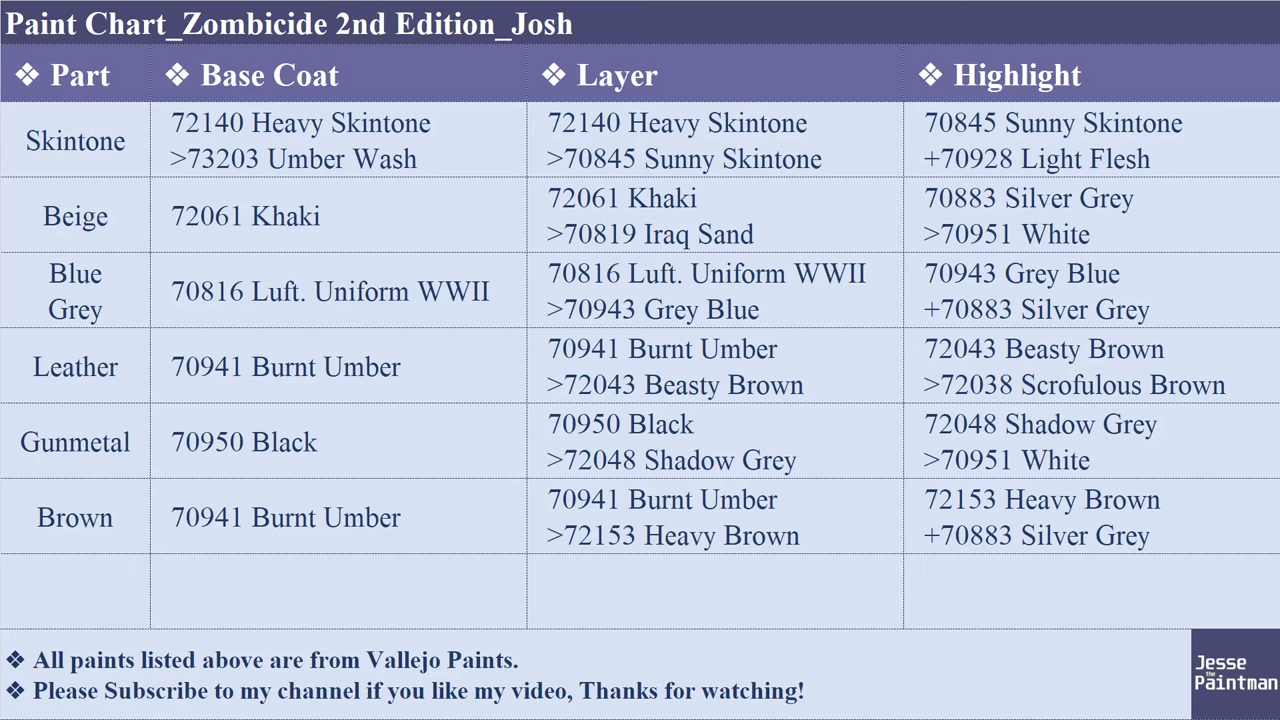 Paint Chart_Zombicide 2nd Edition_Josh
❖ Part ❖ Base Coat ❖ Layer ❖ Highlight
Skintone
72140 Heavy Skintone
>73203 Umber Wash
72140 Heavy Skintone
>70845 Sunny Skintone
70845 Sunny Skintone
+70928 Light Flesh
Beige
72061 Khaki
72061 Khaki
>70819 Iraq Sand
70883 Silver Grey
>70951 White
Blue
Grey
70816 Luft. Uniform WWII
70816 Luft. Uniform WWII
>70943 Grey Blue
70943 Grey Blue
+70883 Silver Grey
Leather
70941 Burnt Umber
70941 Burnt Umber
>72043 Beasty Brown
72043 Beasty Brown
>72038 Scrofulous Brown
Gunmetal
70950 Black
70950 Black
>72048 Shadow Grey
72048 Shadow Grey
>70951 White
Brown
70941 Burnt Umber
70941 Burnt Umber
>72153 Heavy Brown
72153 Heavy Brown
+70883 Silver Grey
❖ All paints listed above are from Vallejo Paints.
❖ Please Subscribe to my channel if you like my video, Thanks for watching!
Jesse
the
Paintman